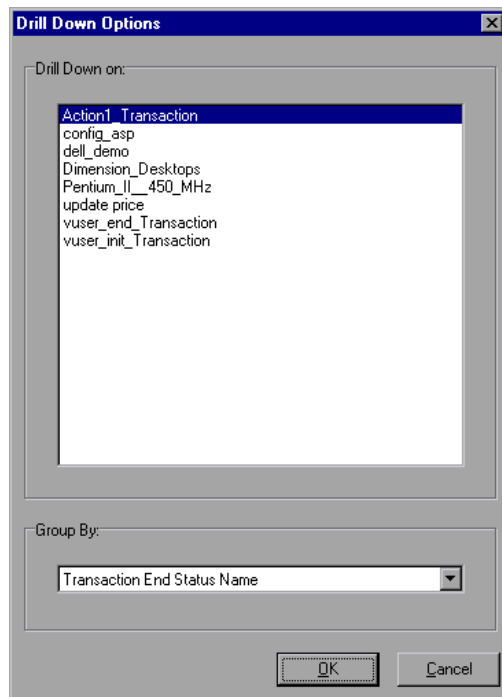 Drill Down Options
Drill Down on:
Action1_Transaction
config_asp
dell_demo
Dimension_Desktops
Pentium_II__450_MHz
update price
vuser_end_Transaction
vuser_init_Transaction
Group By:
Transaction End Status Name
OK
Cancel